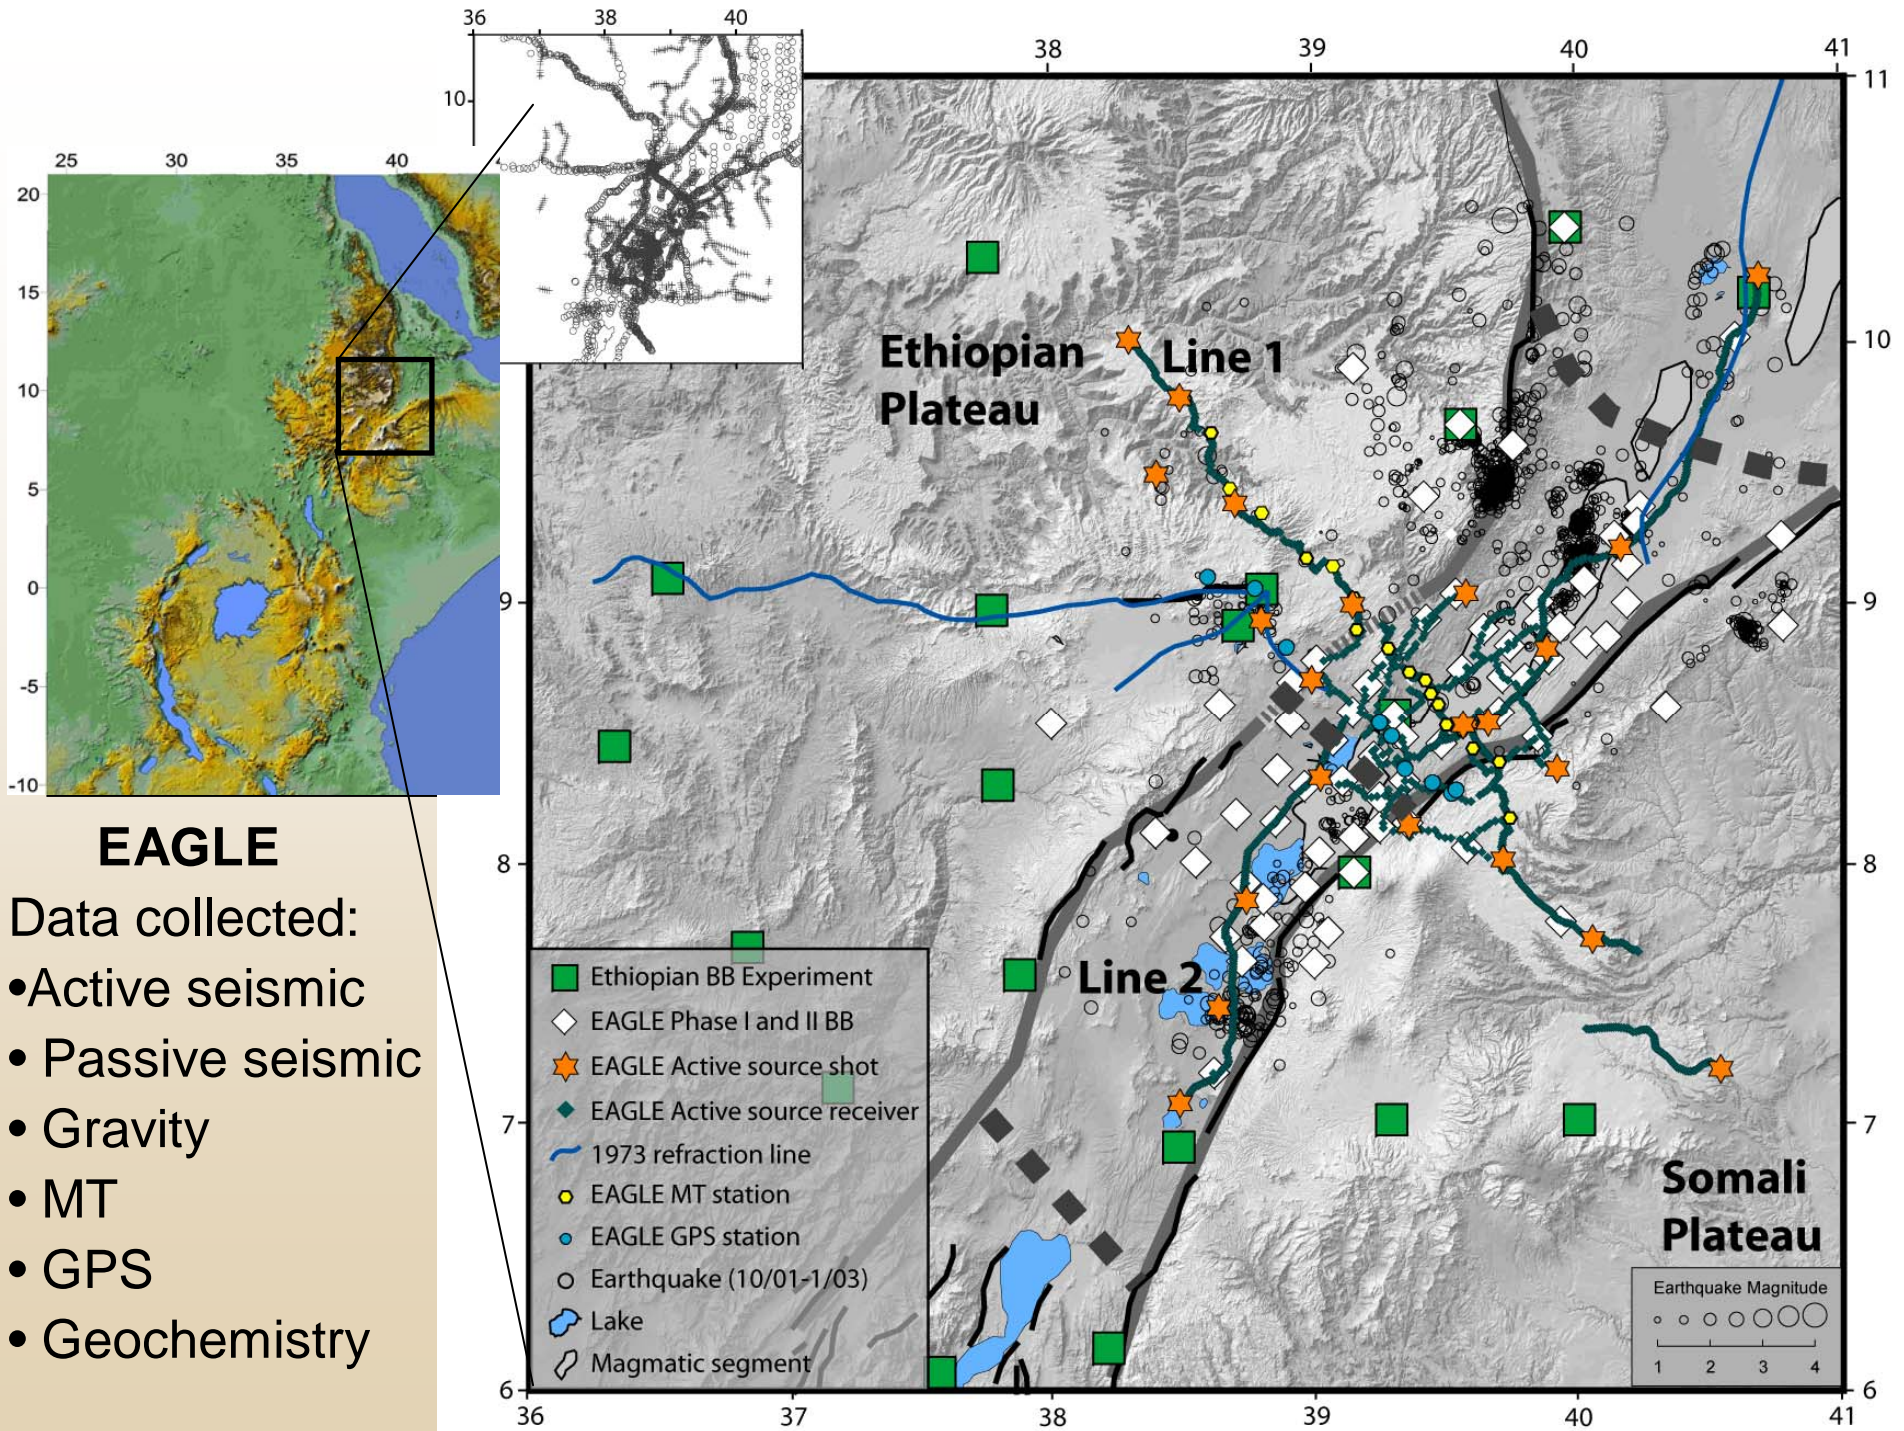 36 38 40
10
38 39 40 41
11
10
9
8
7
6
25 30 35 40
20
15
10
5
0
-5
-10
Ethiopian
Plateau
Line 1
9
8
7
6
Line 2
Somali
Plateau
Ethiopian BB Experiment
EAGLE Phase I and II BB
EAGLE Active source shot
EAGLE Active source receiver
1973 refraction line
EAGLE MT station
EAGLE GPS station
Earthquake (10/01-1/03)
Lake
Magmatic segment
Earthquake Magnitude
1 2 3 4
36 37 38 39 40 41
EAGLE
Data collected:
•Active seismic
• Passive seismic
• Gravity
• MT
• GPS
• Geochemistry